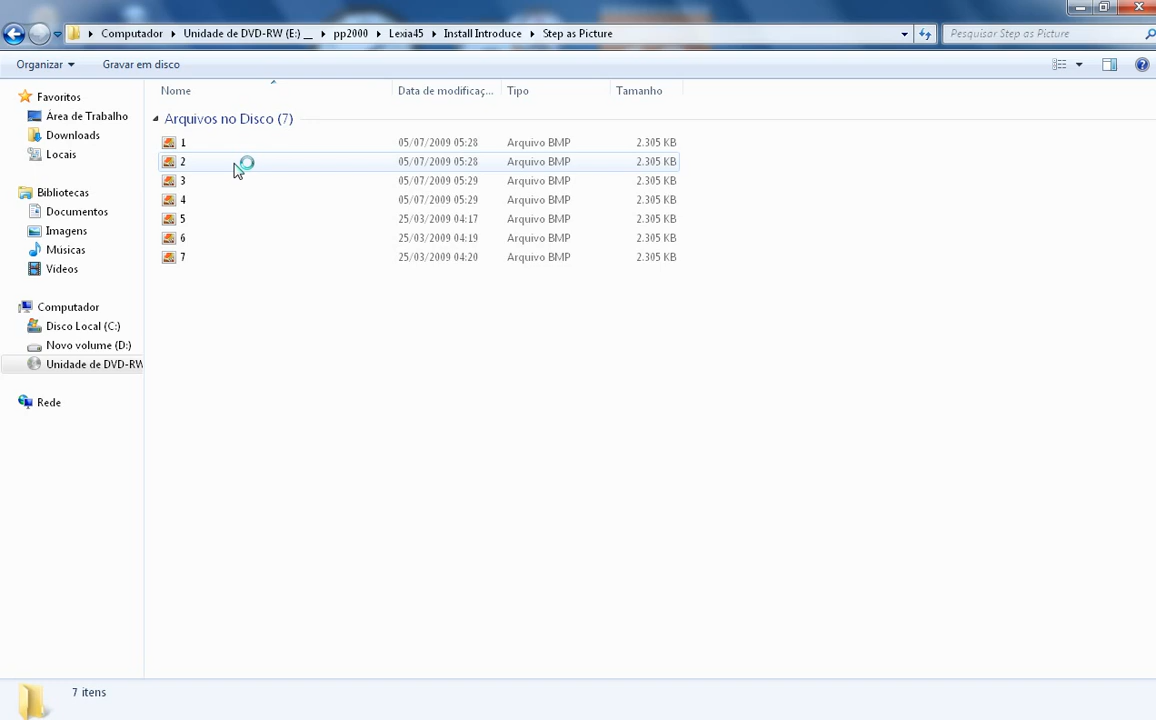 Computador Unidade de DVD-RW (E:) __ pp2000 Lexia45 Install Introduce Step as Picture
Pesquisar Step as Picture
Organizar Gravar em disco
Nome Data de modificaç... Tipo Tamanho
Favoritos
Área de Trabalho
Downloads
Locais
Bibliotecas
Documentos
Imagens
Músicas
Vídeos
Computador
Disco Local (C:)
Novo volume (D:)
Unidade de DVD-RW
Rede
Arquivos no Disco (7)
1 05/07/2009 05:28 Arquivo BMP 2.305 KB
2 05/07/2009 05:28 Arquivo BMP 2.305 KB
3 05/07/2009 05:29 Arquivo BMP 2.305 KB
4 05/07/2009 05:29 Arquivo BMP 2.305 KB
5 25/03/2009 04:17 Arquivo BMP 2.305 KB
6 25/03/2009 04:19 Arquivo BMP 2.305 KB
7 25/03/2009 04:20 Arquivo BMP 2.305 KB
7 itens